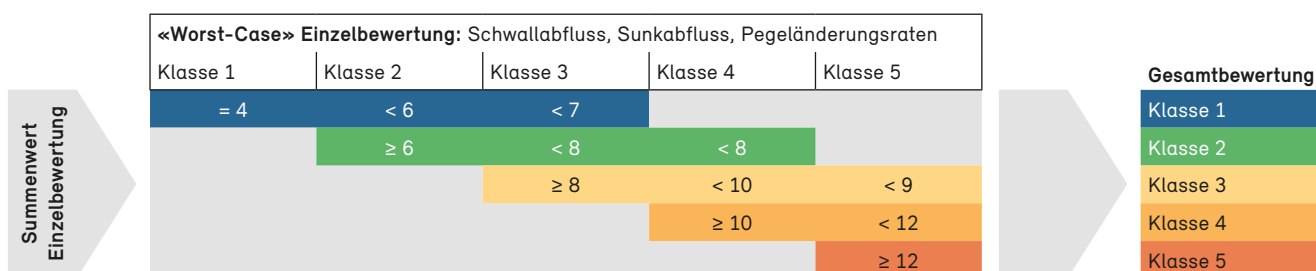 «Worst-Case» Einzelbewertung: Schwallabfluss, Sunkabfluss, Pegeländerungsraten
Klasse 1 Klasse 2 Klasse 3 Klasse 4 Klasse 5
Gesamtbewertung
Summenwert
Einzelbewertung
= 4 < 6 < 7
Klasse 1
≥ 6 < 8 < 8
Klasse 2
≥ 8 < 10 < 9
Klasse 3
≥ 10 < 12
Klasse 4
≥ 12
Klasse 5